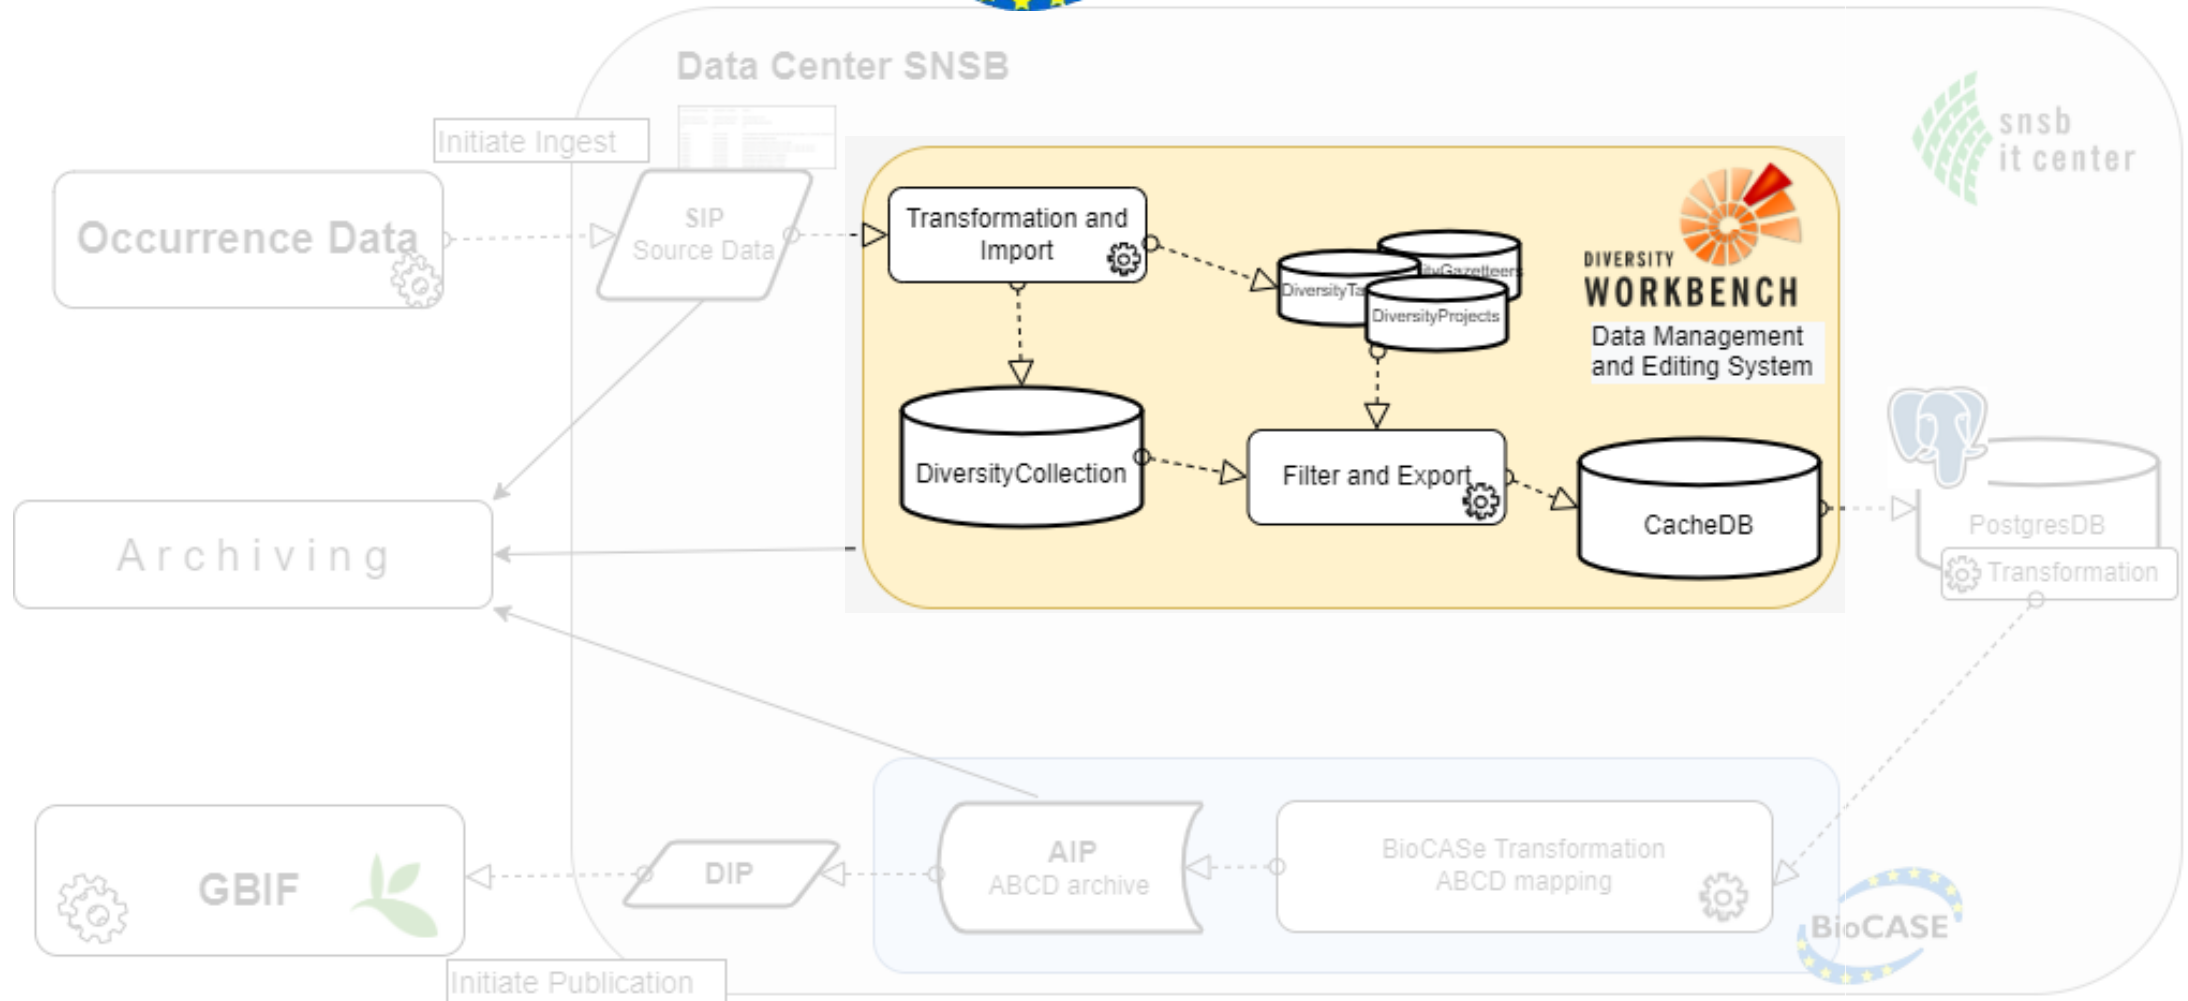 Data Center SNSB
snsb
it center
Initiate Ingest
Occurrence Data
SIP
Source Data
Transformation and
Import
DiversityTa
ityGazetteers
DiversityProjects
DIVERSITY
WORKBENCH
Data Management
and Editing System
DiversityCollection
Filter and Export
CacheDB
PostgresDB
Transformation
Archiving
GBIF
DIP
AIP
ABCD archive
BioCASe Transformation
ABCD mapping
BioCASE
Initiate Publication